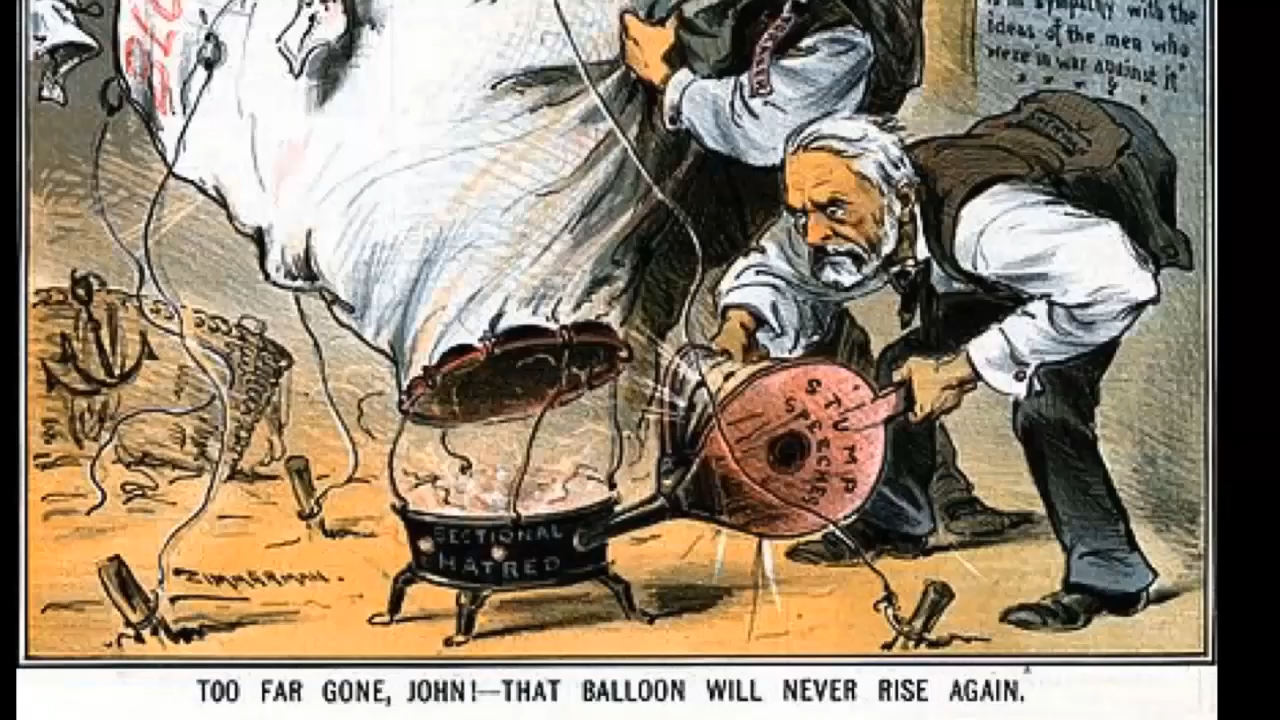 is in sympathy with the
ideas of the men who
were in war against it"
STUMP
SPEECHES
SECTIONAL
HATRED
ZIMMERMAN.
TOO FAR GONE, JOHN!—THAT BALLOON WILL NEVER RISE AGAIN.